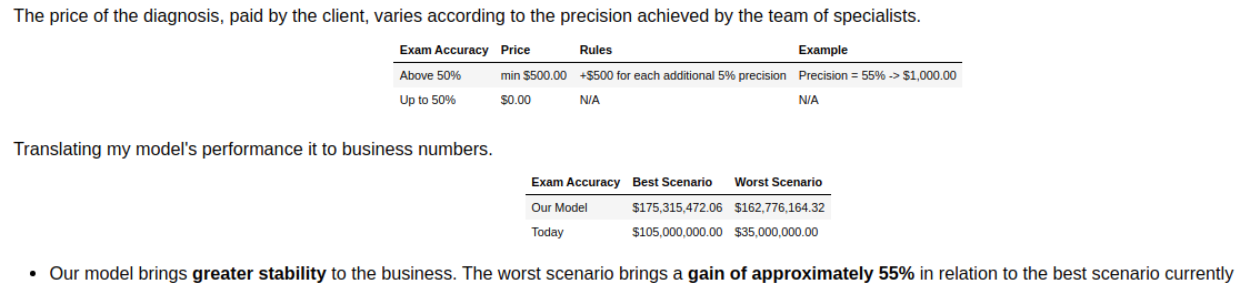 The price of the diagnosis, paid by the client, varies according to the precision achieved by the team of specialists.
Exam Accuracy Price Rules Example
Above 50% min $500.00 +$500 for each additional 5% precision Precision = 55% -> $1,000.00
Up to 50% $0.00 N/A N/A
Translating my model's performance it to business numbers.
Exam Accuracy Best Scenario Worst Scenario
Our Model $175,315,472.06 $162,776,164.32
Today $105,000,000.00 $35,000,000.00
• Our model brings greater stability to the business. The worst scenario brings a gain of approximately 55% in relation to the best scenario currently